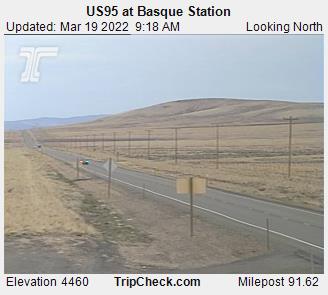 US95 at Basque Station
Updated: Mar 19 2022 9:18 AM Looking North
Elevation 4460 TripCheck.com Milepost 91.62